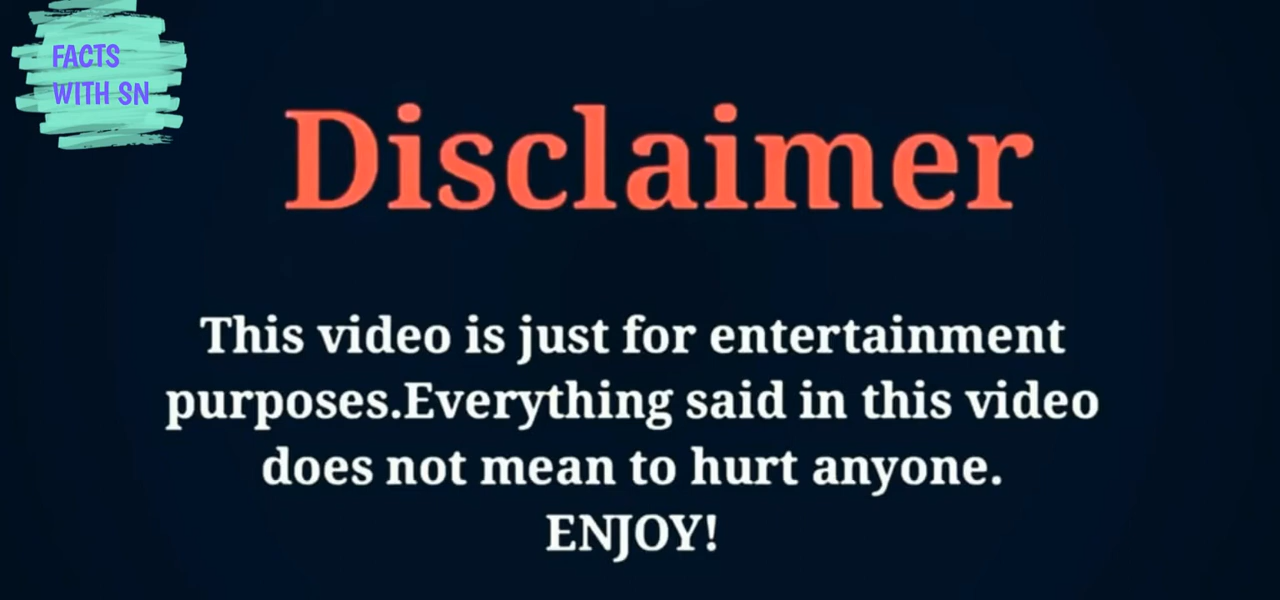 FACTS
WITH SN
Disclaimer
This video is just for entertainment
purposes.Everything said in this video
does not mean to hurt anyone.
ENJOY!